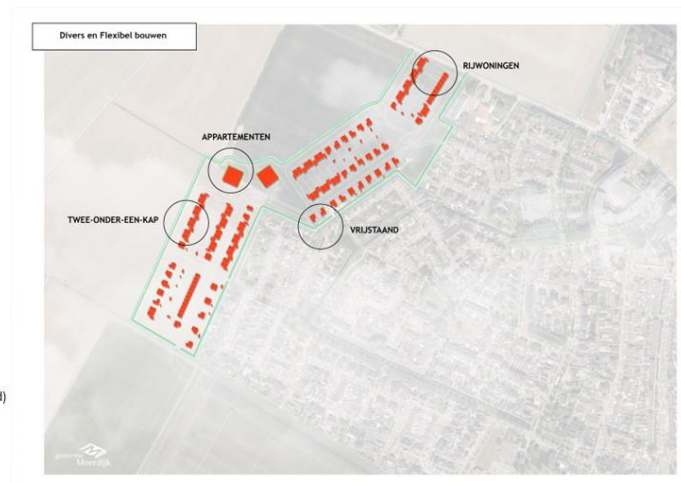 Divers en Flexibel bouwen
RIJWONINGEN
APPARTEMENTEN
TWEE-ONDER-EEN-KAP
VRIJSTAAND
d)
gemeente
Moerdijk